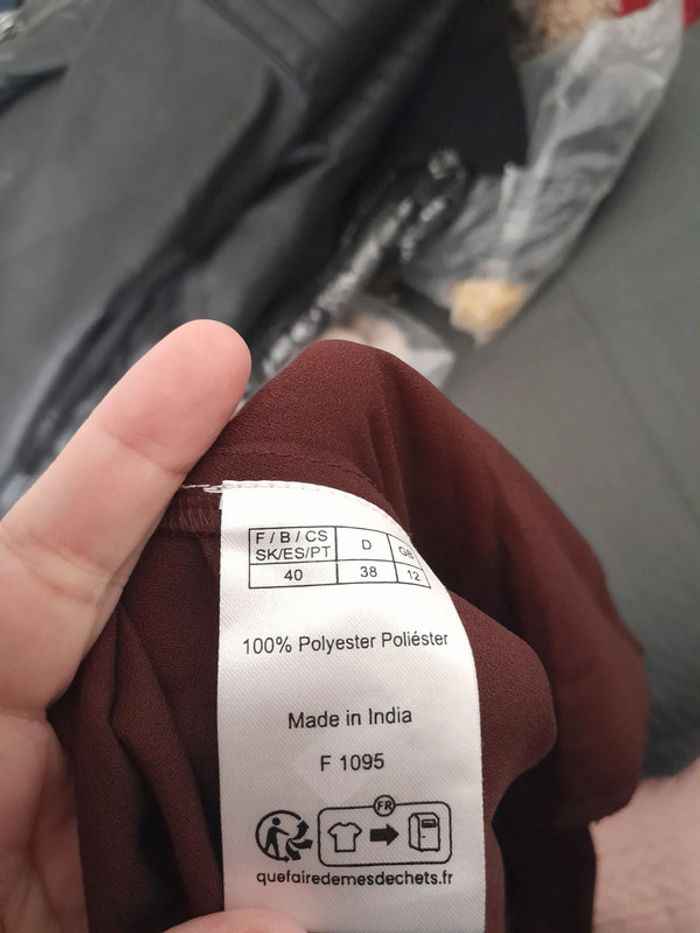 F / B / CS D GB
SK/ES/PT
40 38 12
100% Polyester Poliéster
Made in India
F 1095
FR
quefairedemesdechets.fr